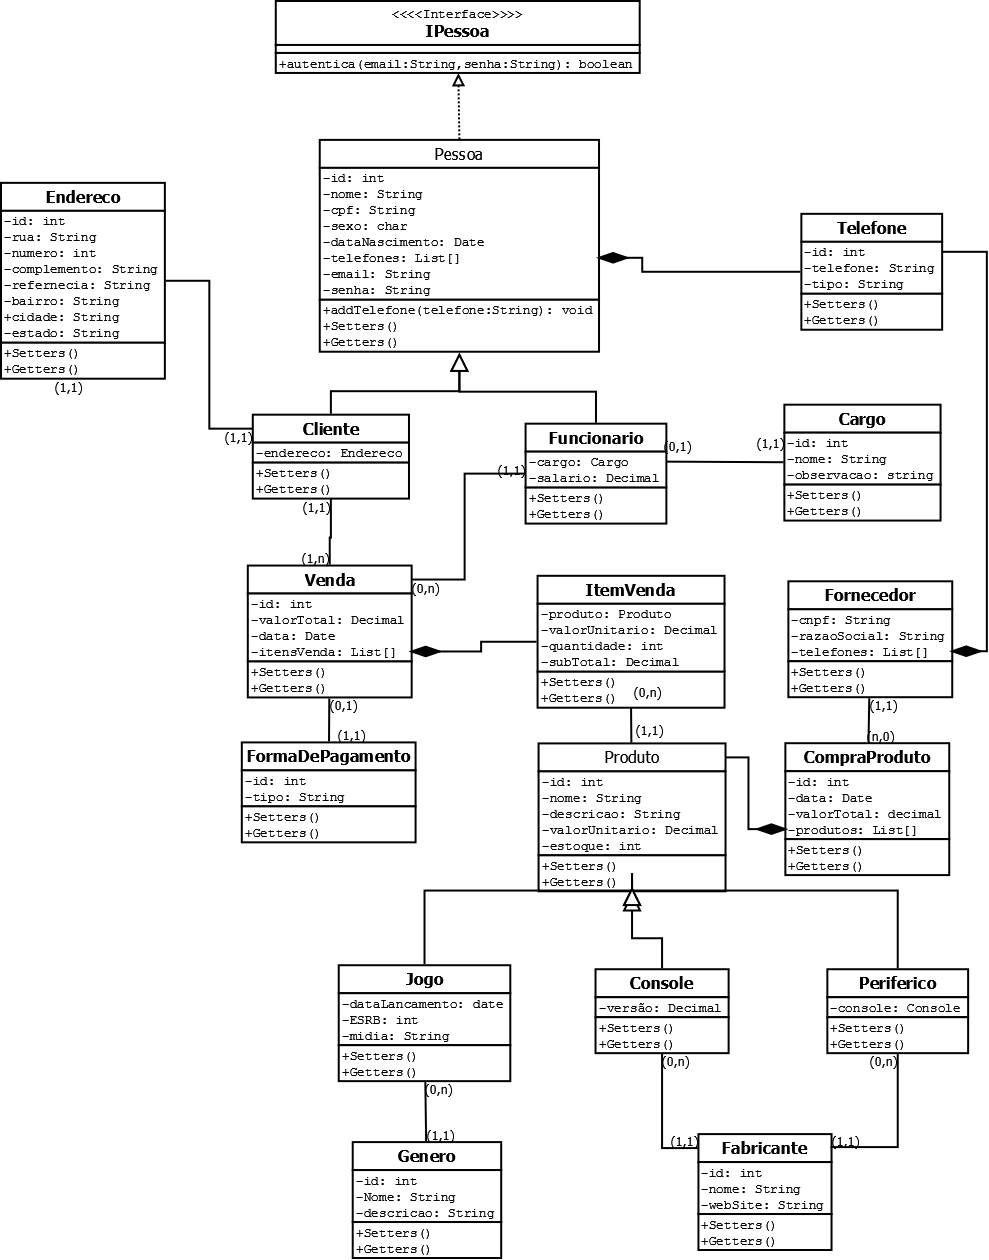 <<<<Interface>>>>
IPessoa
+autentica(email:String,senha:String): boolean
Pessoa
-id: int
-nome: String
-cpf: String
-sexo: char
-dataNascimento: Date
-telefones: List[]
-email: String
-senha: String
+addTelefone(telefone:String): void
+Setters()
+Getters()
Endereco
-id: int
-rua: String
-numero: int
-complemento: String
-refernecia: String
-bairro: String
+cidade: String
-estado: String
+Setters()
+Getters()
(1,1)
Telefone
-id: int
-telefone: String
-tipo: String
+Setters()
+Getters()
(1,1)
Cliente
-endereco: Endereco
+Setters()
+Getters()
(1,1)
Funcionario
-cargo: Cargo
-salario: Decimal
+Setters()
+Getters()
(1,1)
(0,1)
(1,1)
Cargo
-id: int
-nome: String
-observacao: string
+Setters()
+Getters()
(1,n)
Venda
-id: int
-valorTotal: Decimal
-data: Date
-itensVenda: List[]
+Setters()
+Getters()
(0,n)
(0,1)
ItemVenda
-produto: Produto
-valorUnitario: Decimal
-quantidade: int
-subTotal: Decimal
+Setters()
+Getters()
(0,n)
Fornecedor
-cnpf: String
-razaoSocial: String
-telefones: List[]
+Setters()
+Getters()
(1,1)
(1,1)
FormaDePagamento
-id: int
-tipo: String
+Setters()
+Getters()
(1,1)
Produto
-id: int
-nome: String
-descricao: String
-valorUnitario: Decimal
-estoque: int
+Setters()
+Getters()
(n,0)
CompraProduto
-id: int
-data: Date
-valorTotal: decimal
-produtos: List[]
+Setters()
+Getters()
Jogo
-dataLancamento: date
-ESRB: int
-midia: String
+Setters()
+Getters()
(0,n)
Console
-versão: Decimal
+Setters()
+Getters()
(0,n)
Periferico
-console: Console
+Setters()
+Getters()
(0,n)
(1,1)
Genero
-id: int
-Nome: String
-descricao: String
+Setters()
+Getters()
(1,1)
(1,1)
Fabricante
-id: int
-nome: String
-webSite: String
+Setters()
+Getters()